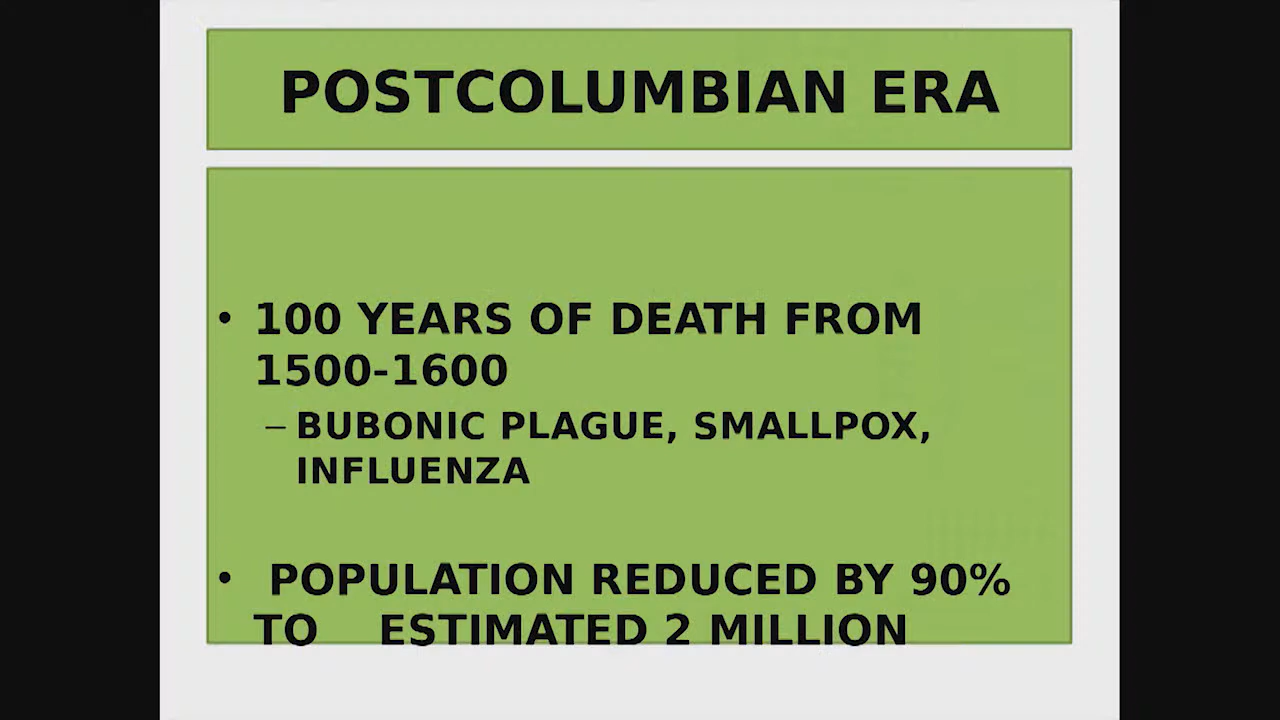 POSTCOLUMBIAN ERA
• 100 YEARS OF DEATH FROM
1500-1600
– BUBONIC PLAGUE, SMALLPOX,
INFLUENZA
• POPULATION REDUCED BY 90%
TO ESTIMATED 2 MILLION